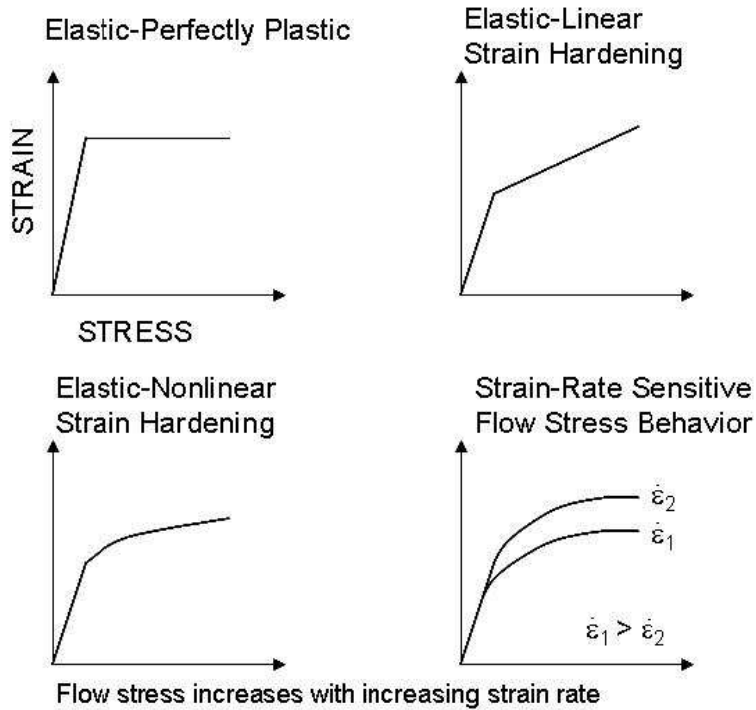 Elastic-Perfectly Plastic
STRAIN
STRESS
Elastic-Linear
Strain Hardening
Elastic-Nonlinear
Strain Hardening
Strain-Rate Sensitive
Flow Stress Behavior
ε̇₂
ε̇₁
ε̇₁ > ε̇₂
Flow stress increases with increasing strain rate